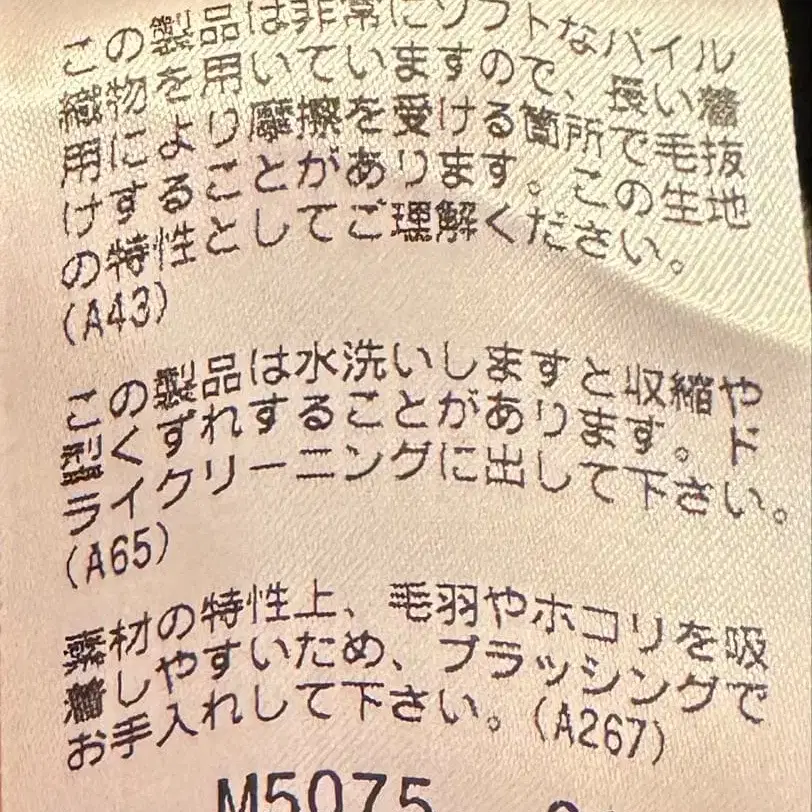 この製品は非常にソフトなパイル
織物を用いていますので、長い着
用により摩擦を受ける箇所で毛抜
けすることがあります。この生地
の特性としてご理解ください。
(A43)
この製品は水洗いしますと収縮や
型くずれすることがあります。ド
ライクリーニングに出して下さい。
(A65)
素材の特性上、毛羽やホコリを吸
着しやすいため、ブラッシングで
お手入れして下さい。(A267)
M5075